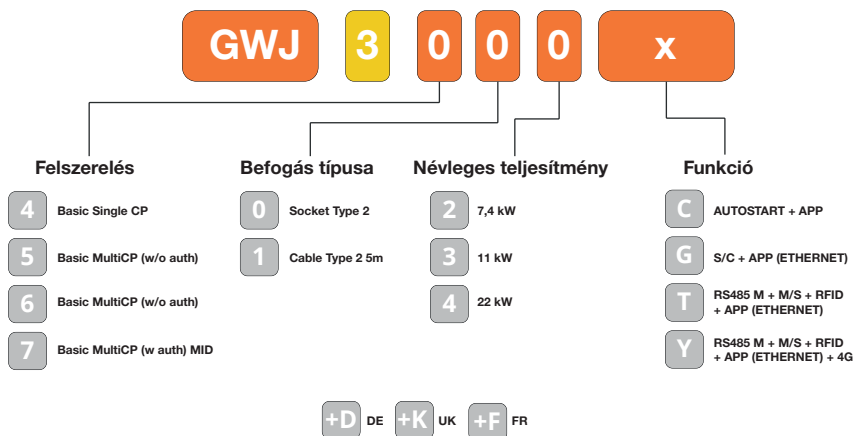 GWJ 3 0 0 0 x
Felszerelés
4 Basic Single CP
5 Basic MultiCP (w/o auth)
6 Basic MultiCP (w/o auth)
7 Basic MultiCP (w auth) MID
Befogás típusa
0 Socket Type 2
1 Cable Type 2 5m
Névleges teljesítmény
2 7,4 kW
3 11 kW
4 22 kW
Funkció
C AUTOSTART + APP
G S/C + APP (ETHERNET)
T RS485 M + M/S + RFID
+ APP (ETHERNET)
Y RS485 M + M/S + RFID
+ APP (ETHERNET) + 4G
+D DE +K UK +F FR